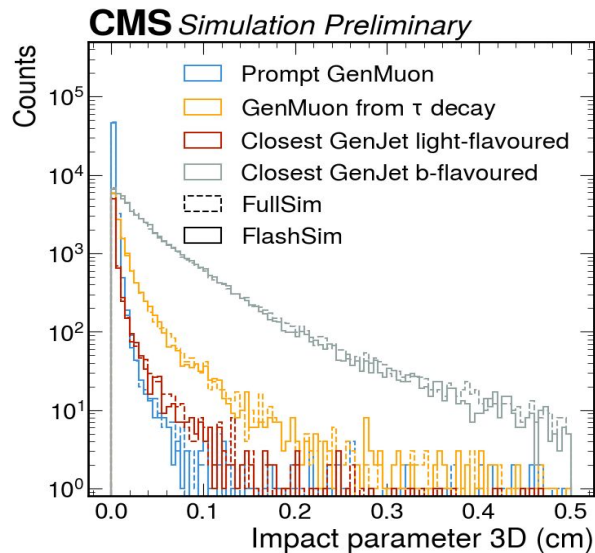 CMS Simulation Preliminary
Counts
Prompt GenMuon
GenMuon from τ decay
Closest GenJet light-flavoured
Closest GenJet b-flavoured
FullSim
FlashSim
10⁵
10⁴
10³
10²
10¹
10⁰
0.0 0.1 0.2 0.3 0.4 0.5
Impact parameter 3D (cm)